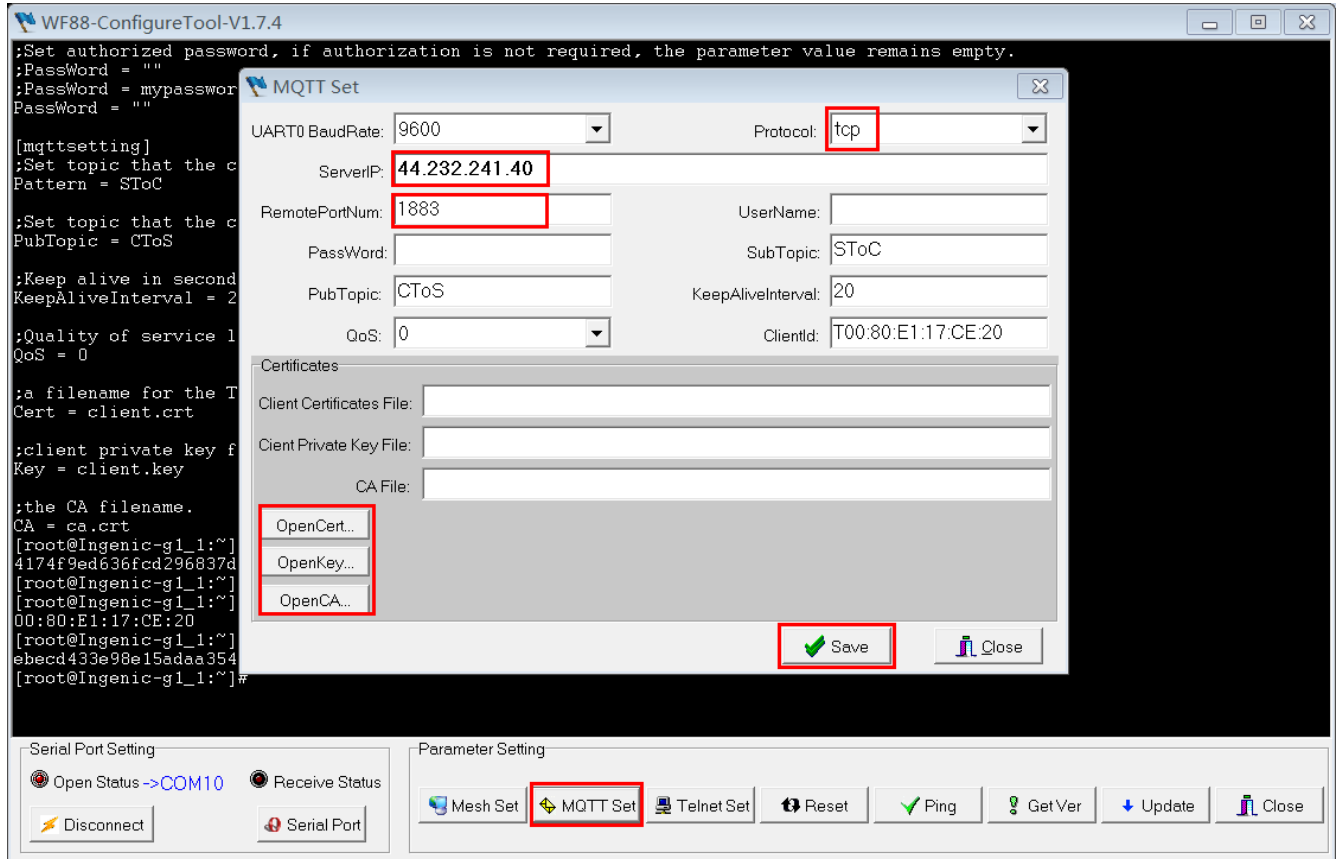 WF88-ConfigureTool-V1.7.4
;Set authorized password, if authorization is not required, the parameter value remains empty.
;PassWord = ""
;PassWord = mypasswor
PassWord = ""
[mqttsetting]
;Set topic that the c
Pattern = SToC
;Set topic that the c
PubTopic = CToS
;Keep alive in second
KeepAliveInterval = 2
;Quality of service l
QoS = 0
;a filename for the T
Cert = client.crt
;client private key f
Key = client.key
;the CA filename.
CA = ca.crt
[root@Ingenic-g1_1:~]
4174f9ed636fcd296837d
[root@Ingenic-g1_1:~]
[root@Ingenic-g1_1:~]
00:80:E1:17:CE:20
[root@Ingenic-g1_1:~]
ebecd433e98e15adaa354
[root@Ingenic-g1_1:~]#
MQTT Set
UART0 BaudRate: 9600 Protocol: tcp
ServerIP: 44.232.241.40
RemotePortNum: 1883 UserName:
PassWord: SubTopic: SToC
PubTopic: CToS KeepAliveInterval: 20
QoS: 0 ClientId: T00:80:E1:17:CE:20
Certificates
Client Certificates File:
Cient Private Key File:
CA File:
OpenCert...
OpenKey...
OpenCA...
Save Close
Serial Port Setting
Open Status ->COM10 Receive Status
Disconnect Serial Port
Parameter Setting
Mesh Set MQTT Set Telnet Set Reset Ping Get Ver Update Close